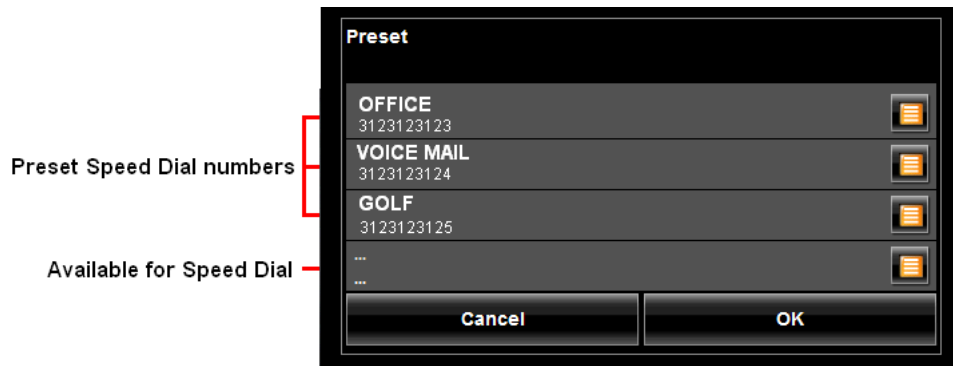 Preset
OFFICE
3123123123
Preset Speed Dial numbers
VOICE MAIL
3123123124
GOLF
3123123125
Available for Speed Dial
...
...
Cancel
OK